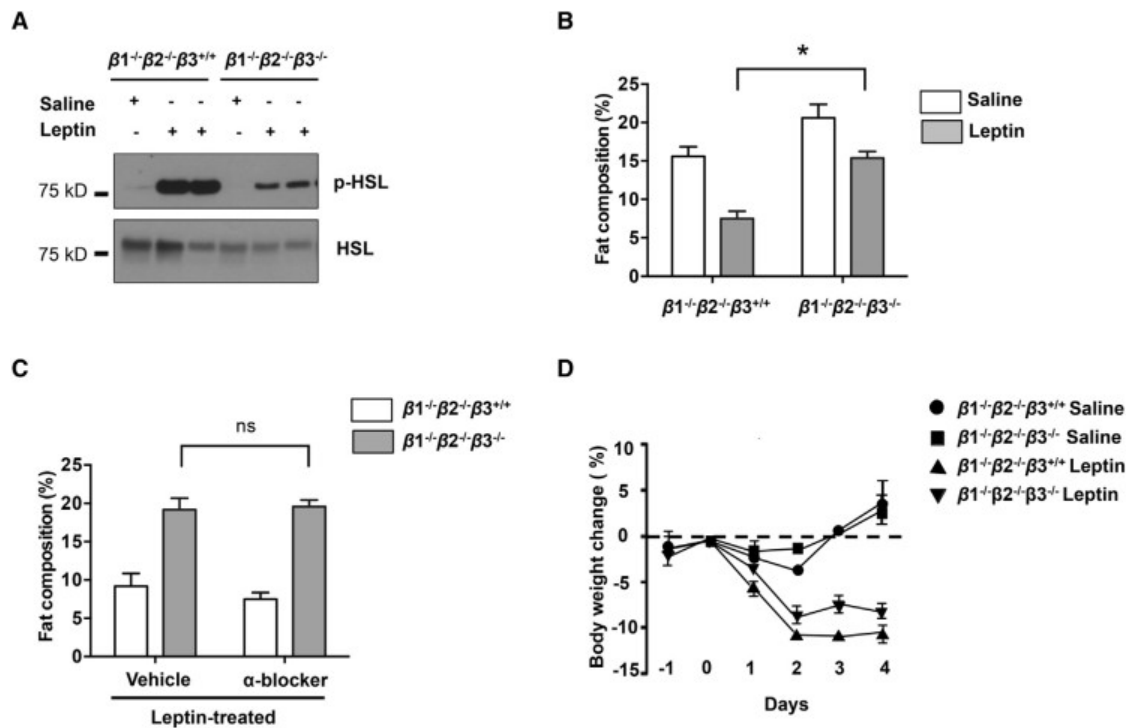 A
β1-/-β2-/-β3+/+ β1-/-β2-/-β3-/-
Saline + - - + - -
Leptin - + + - + +
75 kD p-HSL
75 kD HSL
B
*
Saline
Leptin
Fat composition (%)
25
20
15
10
5
0
β1-/-β2-/-β3+/+ β1-/-β2-/-β3-/-
C
β1-/-β2-/-β3+/+
β1-/-β2-/-β3-/-
ns
Fat composition (%)
25
20
15
10
5
0
Vehicle α-blocker
Leptin-treated
D
β1-/-β2-/-β3+/+ Saline
β1-/-β2-/-β3-/- Saline
β1-/-β2-/-β3+/+ Leptin
β1-/-β2-/-β3-/- Leptin
Body weight change ( %)
10
5
0
-5
-10
-15
-1 0 1 2 3 4
Days